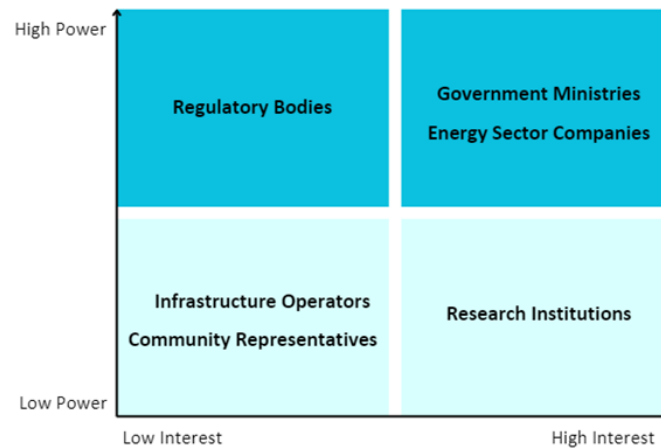 High Power
Regulatory Bodies
Government Ministries
Energy Sector Companies
Infrastructure Operators
Community Representatives
Research Institutions
Low Power
Low Interest
High Interest